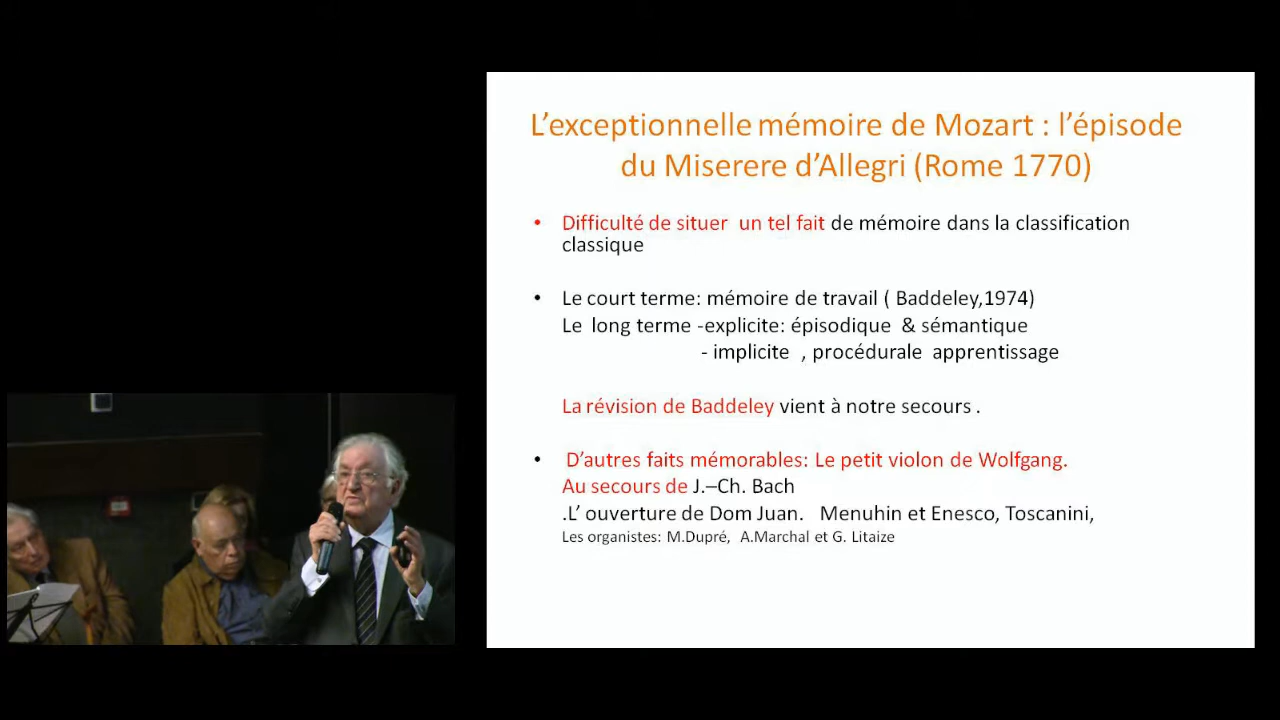 L'exceptionnelle mémoire de Mozart : l'épisode
du Miserere d'Allegri (Rome 1770)
• Difficulté de situer un tel fait de mémoire dans la classification
classique
• Le court terme: mémoire de travail ( Baddeley,1974)
Le long terme -explicite: épisodique & sémantique
- implicite , procédurale apprentissage
La révision de Baddeley vient à notre secours .
• D'autres faits mémorables: Le petit violon de Wolfgang.
Au secours de J.–Ch. Bach
.L' ouverture de Dom Juan. Menuhin et Enesco, Toscanini,
Les organistes: M.Dupré, A.Marchal et G. Litaize